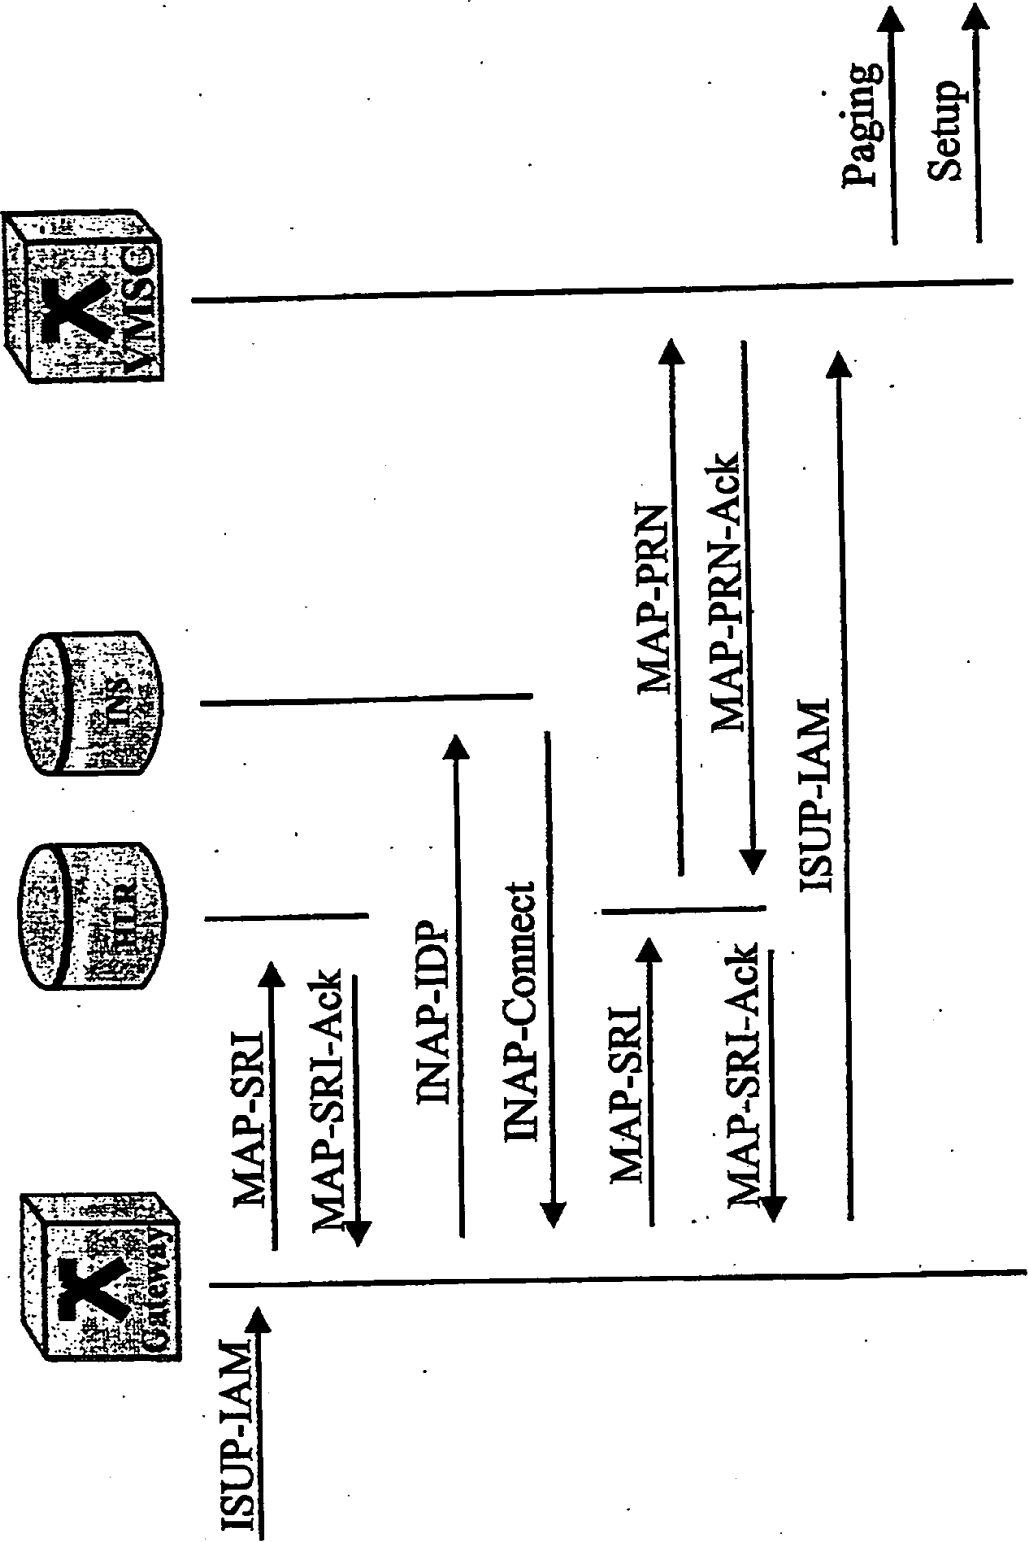 Gateway
HLR
INS
VMSC
ISUP-IAM
MAP-SRI
MAP-SRI-Ack
INAP-IDP
INAP-Connect
MAP-SRI
MAP-PRN
MAP-PRN-Ack
MAP-SRI-Ack
ISUP-IAM
Paging
Setup